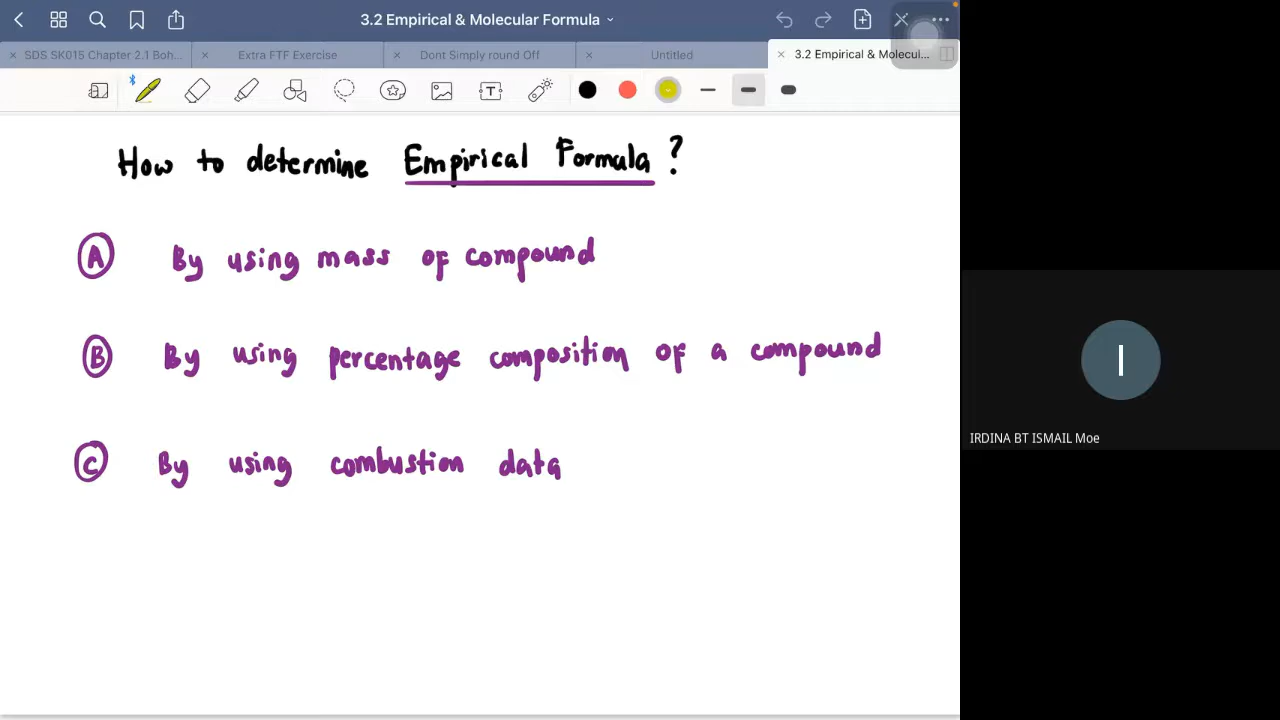 3.2 Empirical & Molecular Formula
SDS SK015 Chapter 2.1 Boh...
Extra FTF Exercise
Dont Simply round Off
Untitled
3.2 Empirical & Molecul...
How to determine Empirical Formula ?
A By using mass of compound
B By using percentage composition of a compound
C By using combustion data
I
IRDINA BT ISMAIL Moe